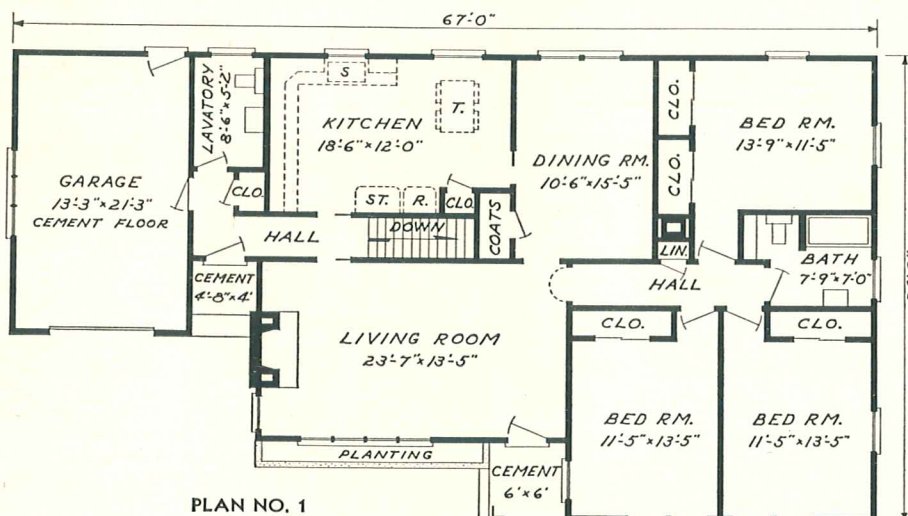 67'-0"
LAVATORY
8'-6"x5'-2"
S
T.
KITCHEN
18'-6"x12'-0"
CLO.
BED RM.
13'-9"x11'-5"
DINING RM.
10'-6"x15'-5"
CLO.
GARAGE
13'-3"x21'-3"
CEMENT FLOOR
CLO.
ST.
R.
CLO.
COATS
DOWN
HALL
LIN.
BATH
7'-9"x7'-0"
CEMENT
4'-8"x4'
HALL
LIVING ROOM
23'-7"x13'-5"
CLO.
CLO.
BED RM.
11'-5"x13'-5"
BED RM.
11'-5"x13'-5"
PLANTING
CEMENT
6'x6'
PLAN NO. 1